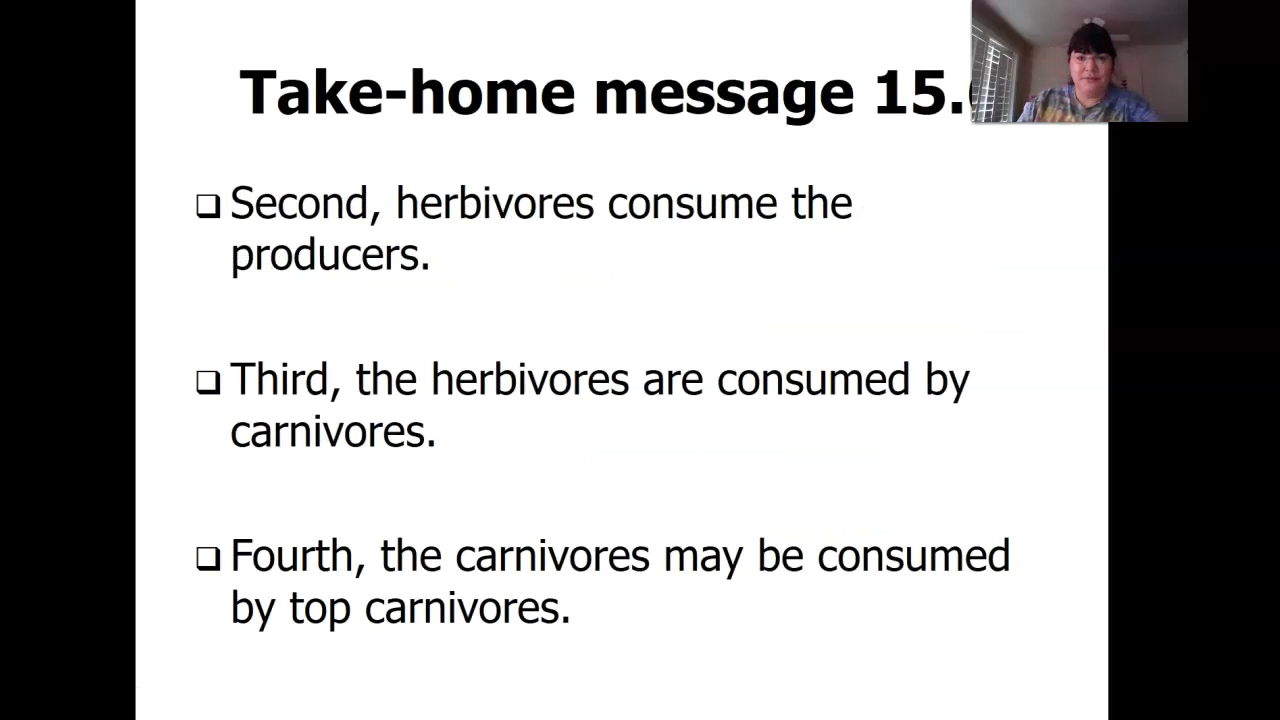 Take-home message 15.
❑ Second, herbivores consume the
producers.
❑ Third, the herbivores are consumed by
carnivores.
❑ Fourth, the carnivores may be consumed
by top carnivores.